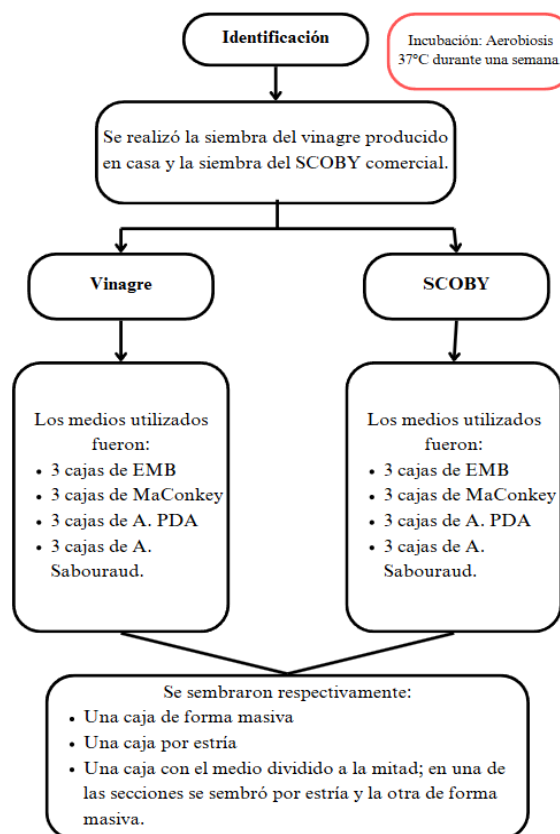 Identificación
Incubación: Aerobiosis
37°C durante una semana
Se realizó la siembra del vinagre producido
en casa y la siembra del SCOBY comercial.
Vinagre
SCOBY
Los medios utilizados
fueron:
• 3 cajas de EMB
• 3 cajas de MaConkey
• 3 cajas de A. PDA
• 3 cajas de A.
Sabouraud.
Los medios utilizados
fueron:
• 3 cajas de EMB
• 3 cajas de MaConkey
• 3 cajas de A. PDA
• 3 cajas de A.
Sabouraud.
Se sembraron respectivamente:
• Una caja de forma masiva
• Una caja por estría
• Una caja con el medio dividido a la mitad; en una de
las secciones se sembró por estría y la otra de forma
masiva.